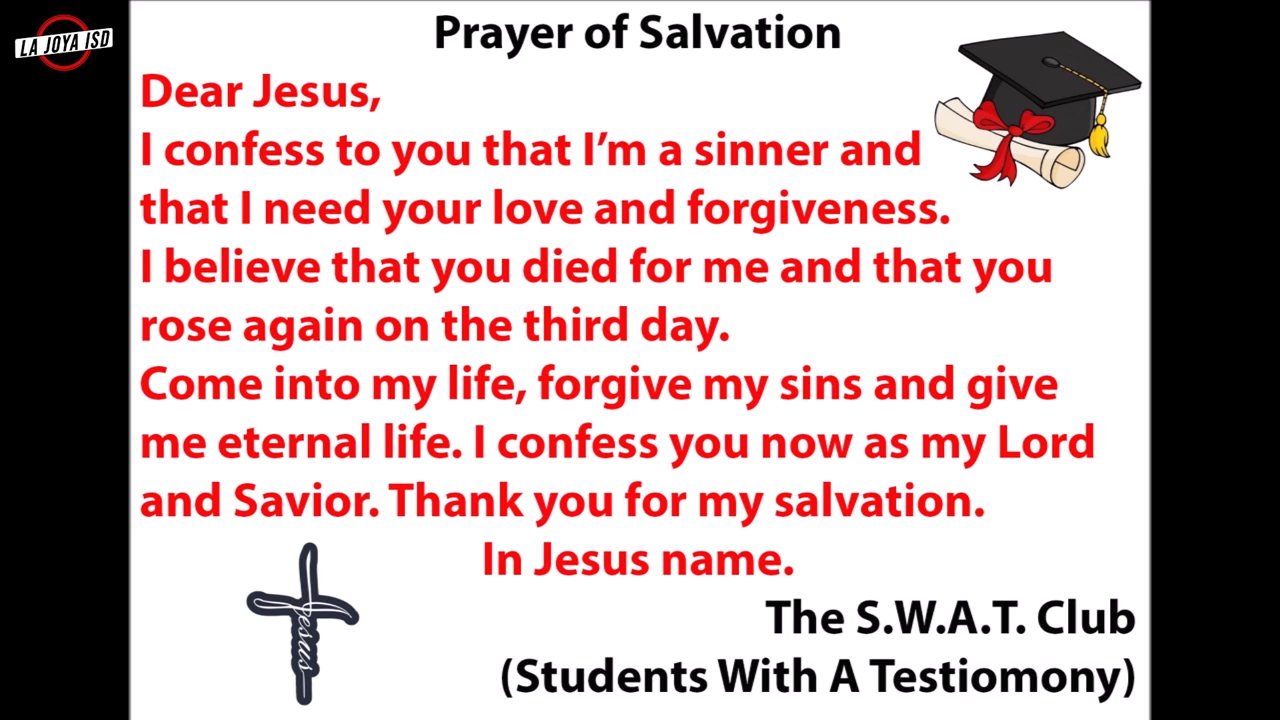 LA JOYA ISD
Prayer of Salvation
Dear Jesus,
I confess to you that I’m a sinner and
that I need your love and forgiveness.
I believe that you died for me and that you
rose again on the third day.
Come into my life, forgive my sins and give
me eternal life. I confess you now as my Lord
and Savior. Thank you for my salvation.
In Jesus name.
Jesus
The S.W.A.T. Club
(Students With A Testiomony)